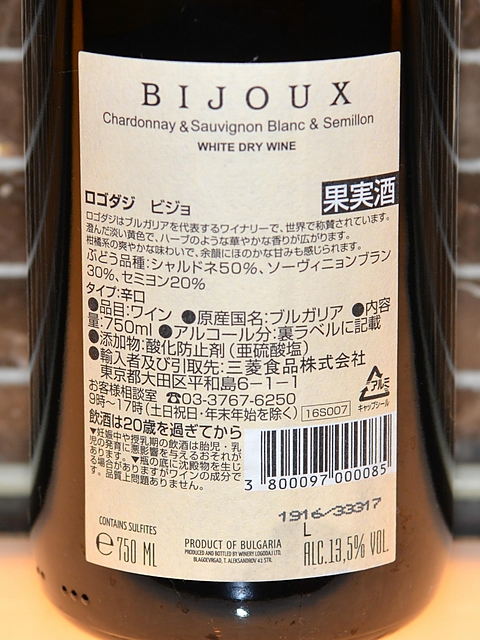 BIJOUX
Chardonnay & Sauvignon Blanc & Semillon
WHITE DRY WINE
果実酒
ロゴダジ ビジョ
ロゴダジはブルガリアを代表するワイナリーで、世界で称賛されています。
澄んだ淡い黄色で、ハーブのような華やかな香りが広がります。
柑橘系の爽やかな味わいで、余韻にほのかな甘みも感じられます。
ぶどう品種：シャルドネ50％、ソーヴィニョンブラン
30％、セミヨン20％
タイプ：辛口
●品目：ワイン ●原産国名：ブルガリア ●内容
量：750ml ●アルコール分：裏ラベルに記載
●添加物：酸化防止剤（亜硫酸塩）
●輸入者及び引取先：三菱食品株式会社
東京都大田区平和島6－1－1
お客様相談室 ☎03-3767-6250
9時～17時（土日祝日・年末年始を除く） 16S007
アルミ
キャップシール
飲酒は20歳を過ぎてから
▼妊娠中や授乳期の飲酒は胎児・乳
児の発育に悪影響を与えるおそれが
あります。▼瓶の底に沈殿物を生じ
る場合がありますがワインの成分で
す。品質上問題ありません。
3 800097 000085
1916/33317
L
CONTAINS SULFITES
e 750 ML
PRODUCT OF BULGARIA
PRODUCED AND BOTTLED BY WINERY LOGODAJ LTD.
BLAGOEVGRAD, T. ALEKSANDROV 43 STR.
ALC.13,5% VOL.